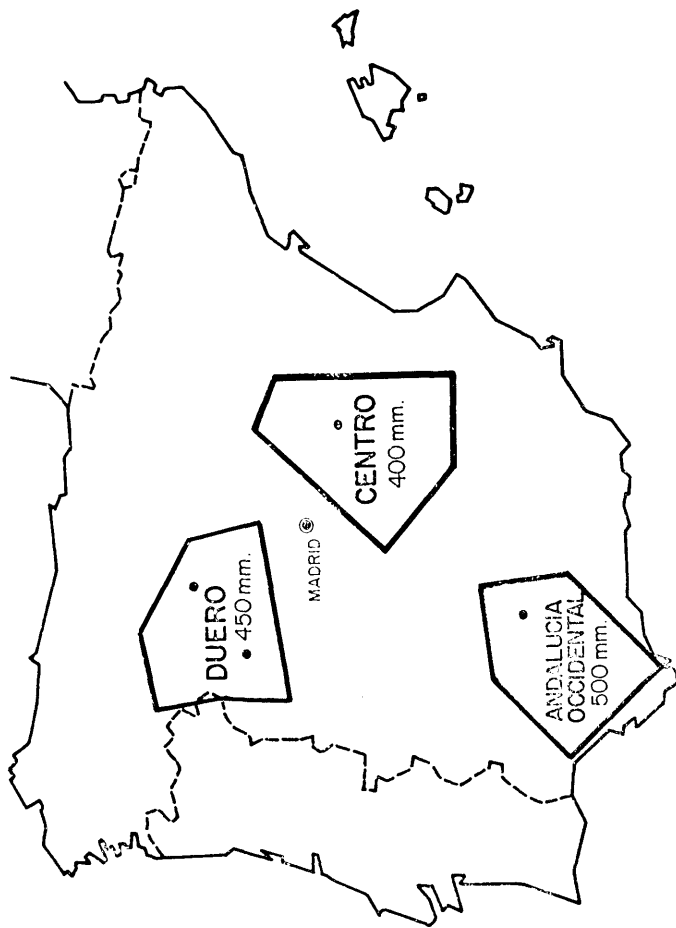 DUERO
450 mm.
MADRID
CENTRO
400 mm.
ANDALUCIA
OCCIDENTAL
500 mm.